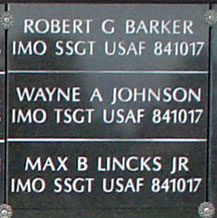 ROBERT G BARKER
IMO SSGT USAF 841017
WAYNE A JOHNSON
IMO TSGT USAF 841017
MAX B LINCKS JR
IMO SSGT USAF 841017